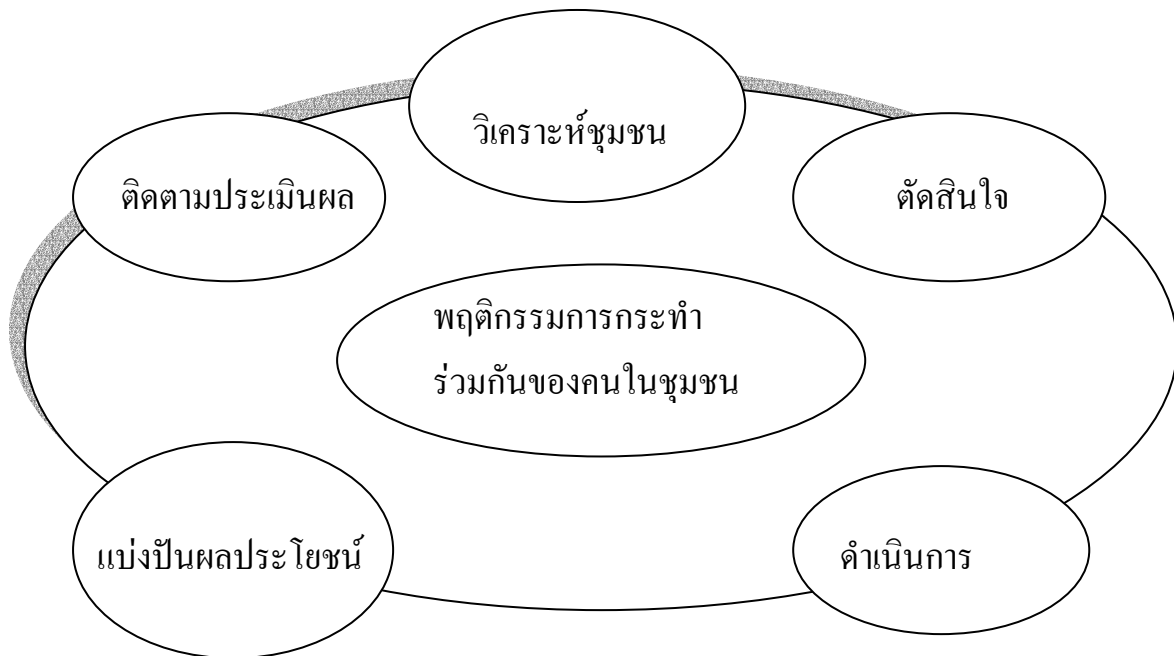 วิเคราะห์ชุมชน
ติดตามประเมินผล
ตัดสินใจ
พฤติกรรมการกระทำ
ร่วมกันของคนในชุมชน
แบ่งปันผลประโยชน์
ดำเนินการ